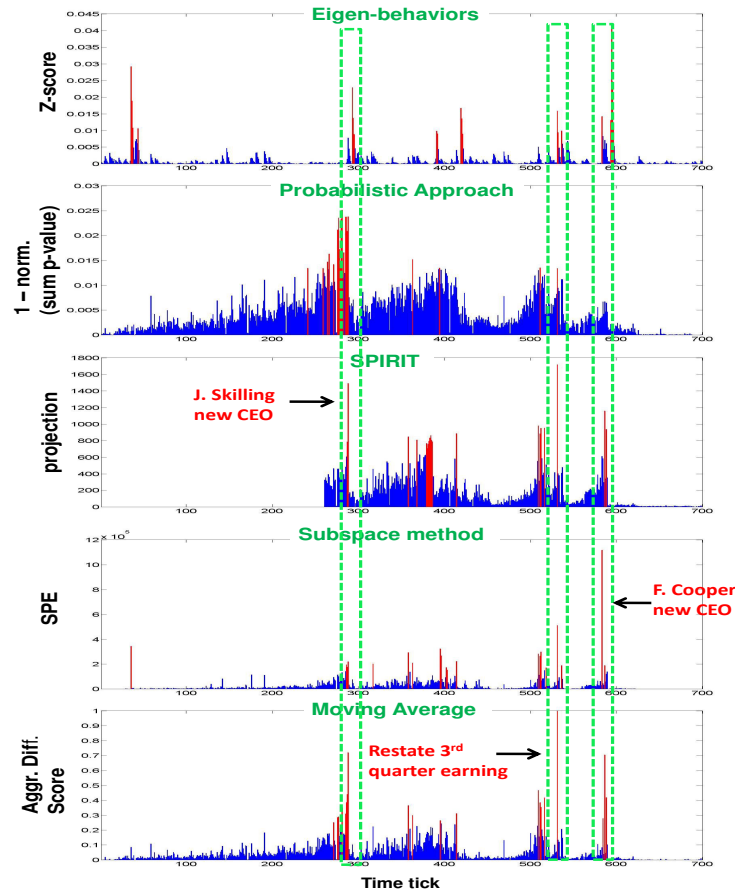 Eigen-behaviors
Z-score
0.045
0.04
0.035
0.03
0.025
0.02
0.015
0.01
0.005
0
100 200 300 400 500 600 700
Probabilistic Approach
1 – norm.
(sum p-value)
0.03
0.025
0.02
0.015
0.01
0.005
0
0 100 200 300 400 500 600 700
SPIRIT
projection
1800
1600
1400
1200
1000
800
600
400
200
0
100 200 300 400 500 600 700
J. Skilling
new CEO
Subspace method
SPE
x 10⁵
12
10
8
6
4
2
0
100 200 300 400 500 600 700
F. Cooper
new CEO
Moving Average
Aggr. Diff.
Score
1
0.9
0.8
0.7
0.6
0.5
0.4
0.3
0.2
0.1
0
100 200 300 400 500 600 700
Restate 3rd
quarter earning
Time tick